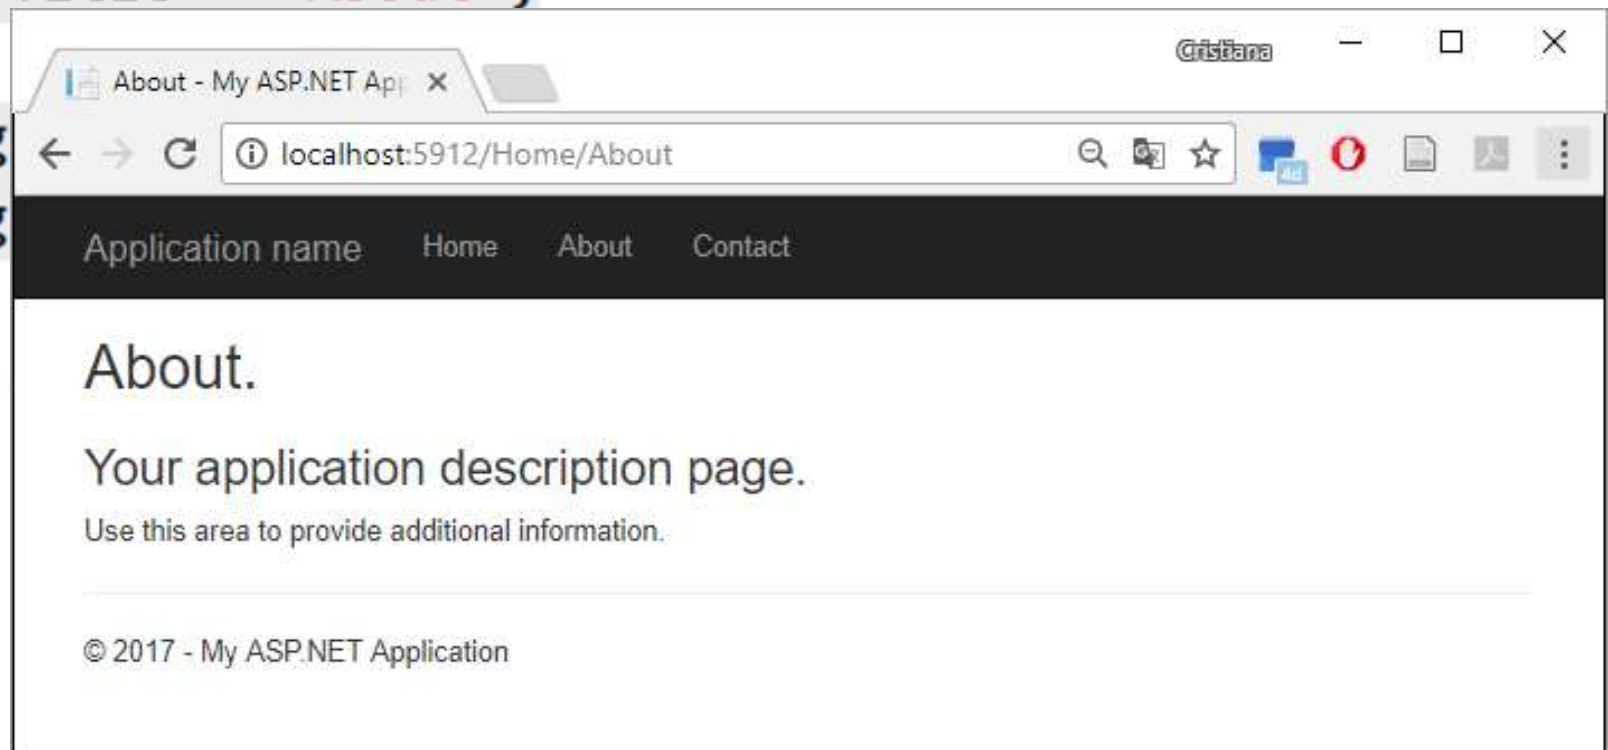 Cristiana
About - My ASP.NET Ap
localhost:5912/Home/About
Application name Home About Contact
About.
Your application description page.
Use this area to provide additional information.
© 2017 - My ASP.NET Application